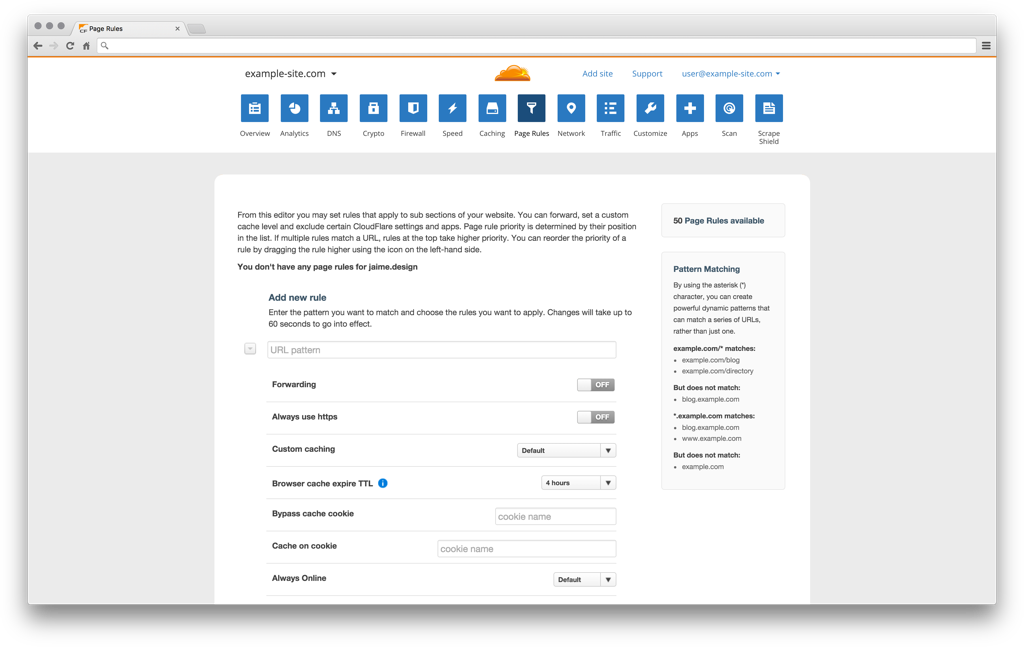 Page Rules
example-site.com
Add site Support user@example-site.com
Overview Analytics DNS Crypto Firewall Speed Caching Page Rules Network Traffic Customize Apps Scan Scrape Shield
From this editor you may set rules that apply to sub sections of your website. You can forward, set a custom
cache level and exclude certain CloudFlare settings and apps. Page rule priority is determined by their position
in the list. If multiple rules match a URL, rules at the top take higher priority. You can reorder the priority of a
rule by dragging the rule higher using the icon on the left-hand side.
You don't have any page rules for jaime.design
Add new rule
Enter the pattern you want to match and choose the rules you want to apply. Changes will take up to
60 seconds to go into effect.
URL pattern
Forwarding OFF
Always use https OFF
Custom caching Default
Browser cache expire TTL i 4 hours
Bypass cache cookie cookie name
Cache on cookie cookie name
Always Online Default
50 Page Rules available
Pattern Matching
By using the asterisk (*)
character, you can create
powerful dynamic patterns that
can match a series of URLs,
rather than just one.
example.com/* matches:
• example.com/blog
• example.com/directory
But does not match:
• blog.example.com
*.example.com matches:
• blog.example.com
• www.example.com
But does not match:
• example.com